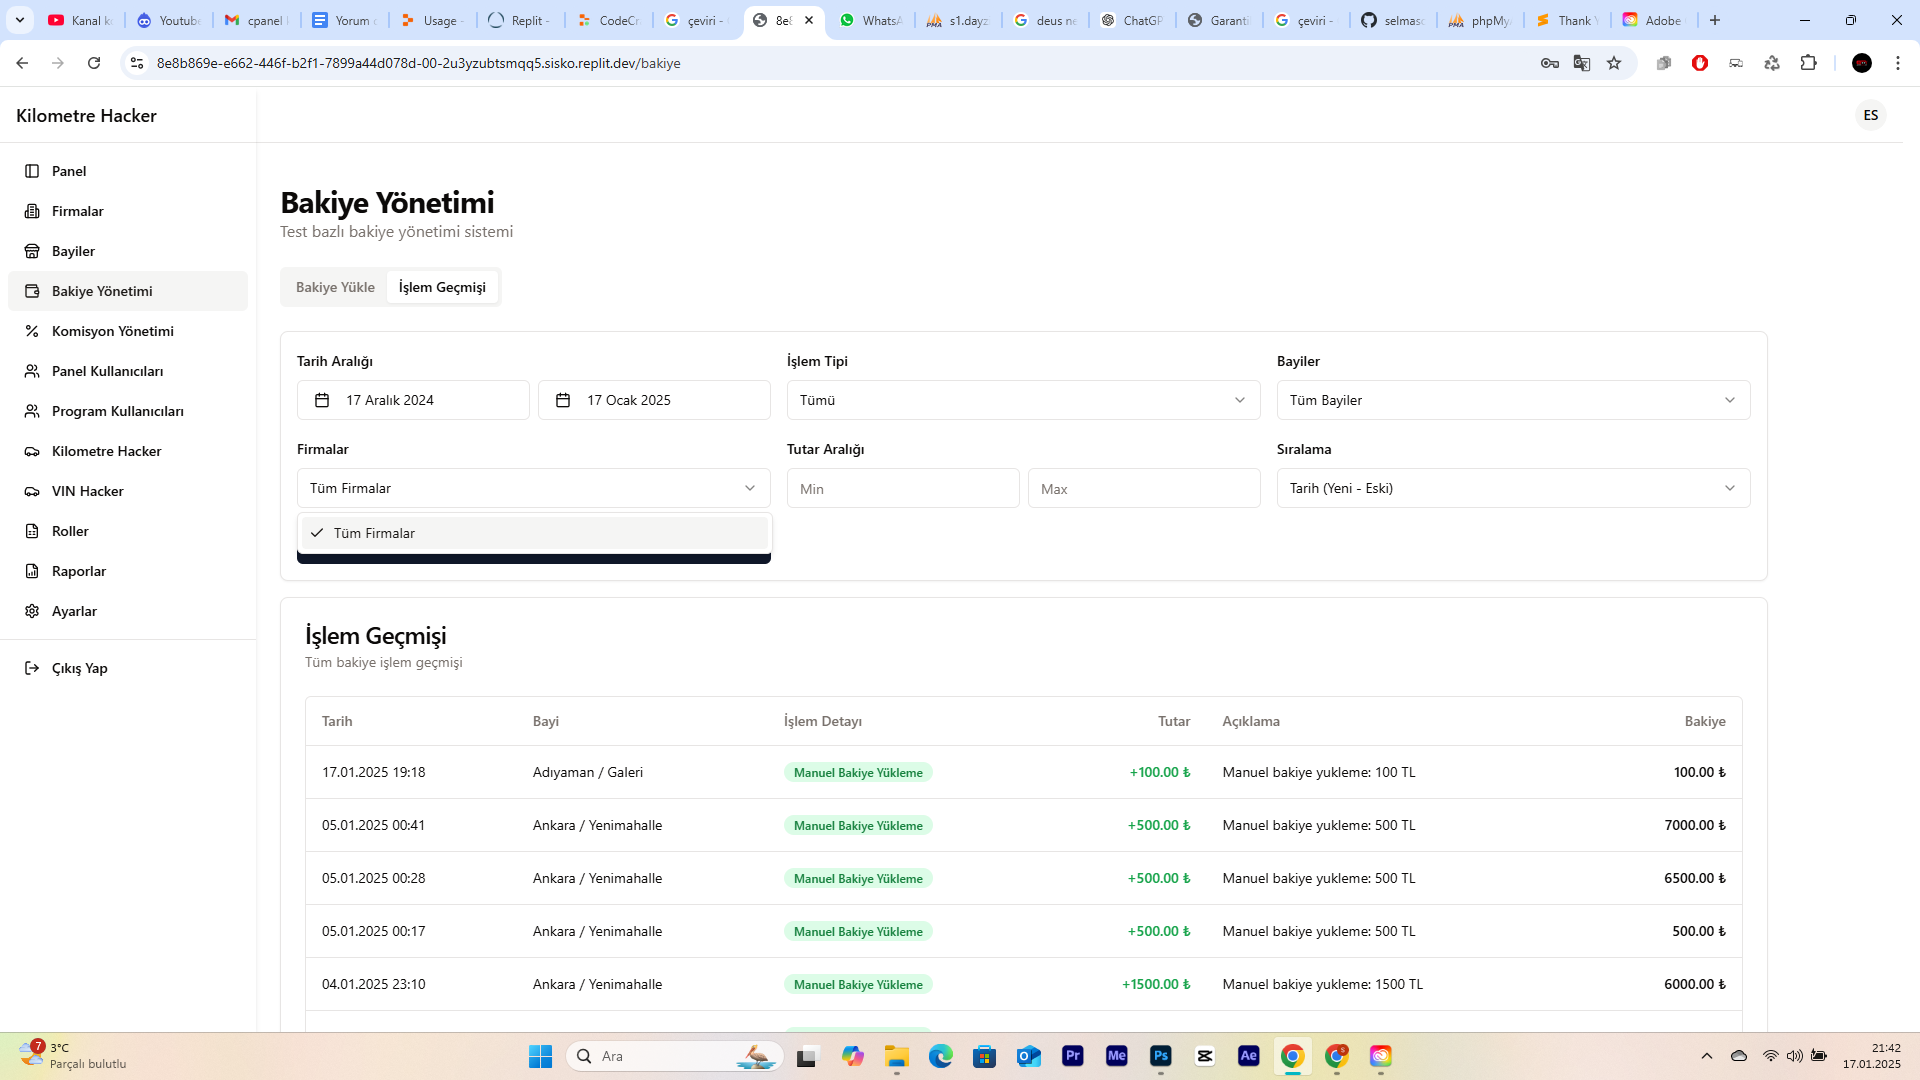 Kanal k
Youtube
cpanel
Yorum
Usage -
Replit -
CodeCr
çeviri -
8e8
WhatsA
s1.dayz
deus ne
ChatGP
Garanti
çeviri -
selmas
phpMy
Thank Y
Adobe
8e8b869e-e662-446f-b2f1-7899a44d078d-00-2u3yzubtsmqq5.sisko.replit.dev/bakiye
Kilometre Hacker
ES
Panel
Firmalar
Bayiler
Bakiye Yönetimi
Komisyon Yönetimi
Panel Kullanıcıları
Program Kullanıcıları
Kilometre Hacker
VIN Hacker
Roller
Raporlar
Ayarlar
Çıkış Yap
Bakiye Yönetimi
Test bazlı bakiye yönetimi sistemi
Bakiye Yükle İşlem Geçmişi
Tarih Aralığı İşlem Tipi Bayiler
17 Aralık 2024 17 Ocak 2025 Tümü Tüm Bayiler
Firmalar Tutar Aralığı Sıralama
Tüm Firmalar Min Max Tarih (Yeni - Eski)
Tüm Firmalar
İşlem Geçmişi
Tüm bakiye işlem geçmişi
Tarih Bayi İşlem Detayı Tutar Açıklama Bakiye
17.01.2025 19:18 Adıyaman / Galeri Manuel Bakiye Yükleme +100.00 ₺ Manuel bakiye yukleme: 100 TL 100.00 ₺
05.01.2025 00:41 Ankara / Yenimahalle Manuel Bakiye Yükleme +500.00 ₺ Manuel bakiye yukleme: 500 TL 7000.00 ₺
05.01.2025 00:28 Ankara / Yenimahalle Manuel Bakiye Yükleme +500.00 ₺ Manuel bakiye yukleme: 500 TL 6500.00 ₺
05.01.2025 00:17 Ankara / Yenimahalle Manuel Bakiye Yükleme +500.00 ₺ Manuel bakiye yukleme: 500 TL 500.00 ₺
04.01.2025 23:10 Ankara / Yenimahalle Manuel Bakiye Yükleme +1500.00 ₺ Manuel bakiye yukleme: 1500 TL 6000.00 ₺
7
3°C
Parçalı bulutlu
Ara
Pr
Me
Ps
Ae
21:42
17.01.2025